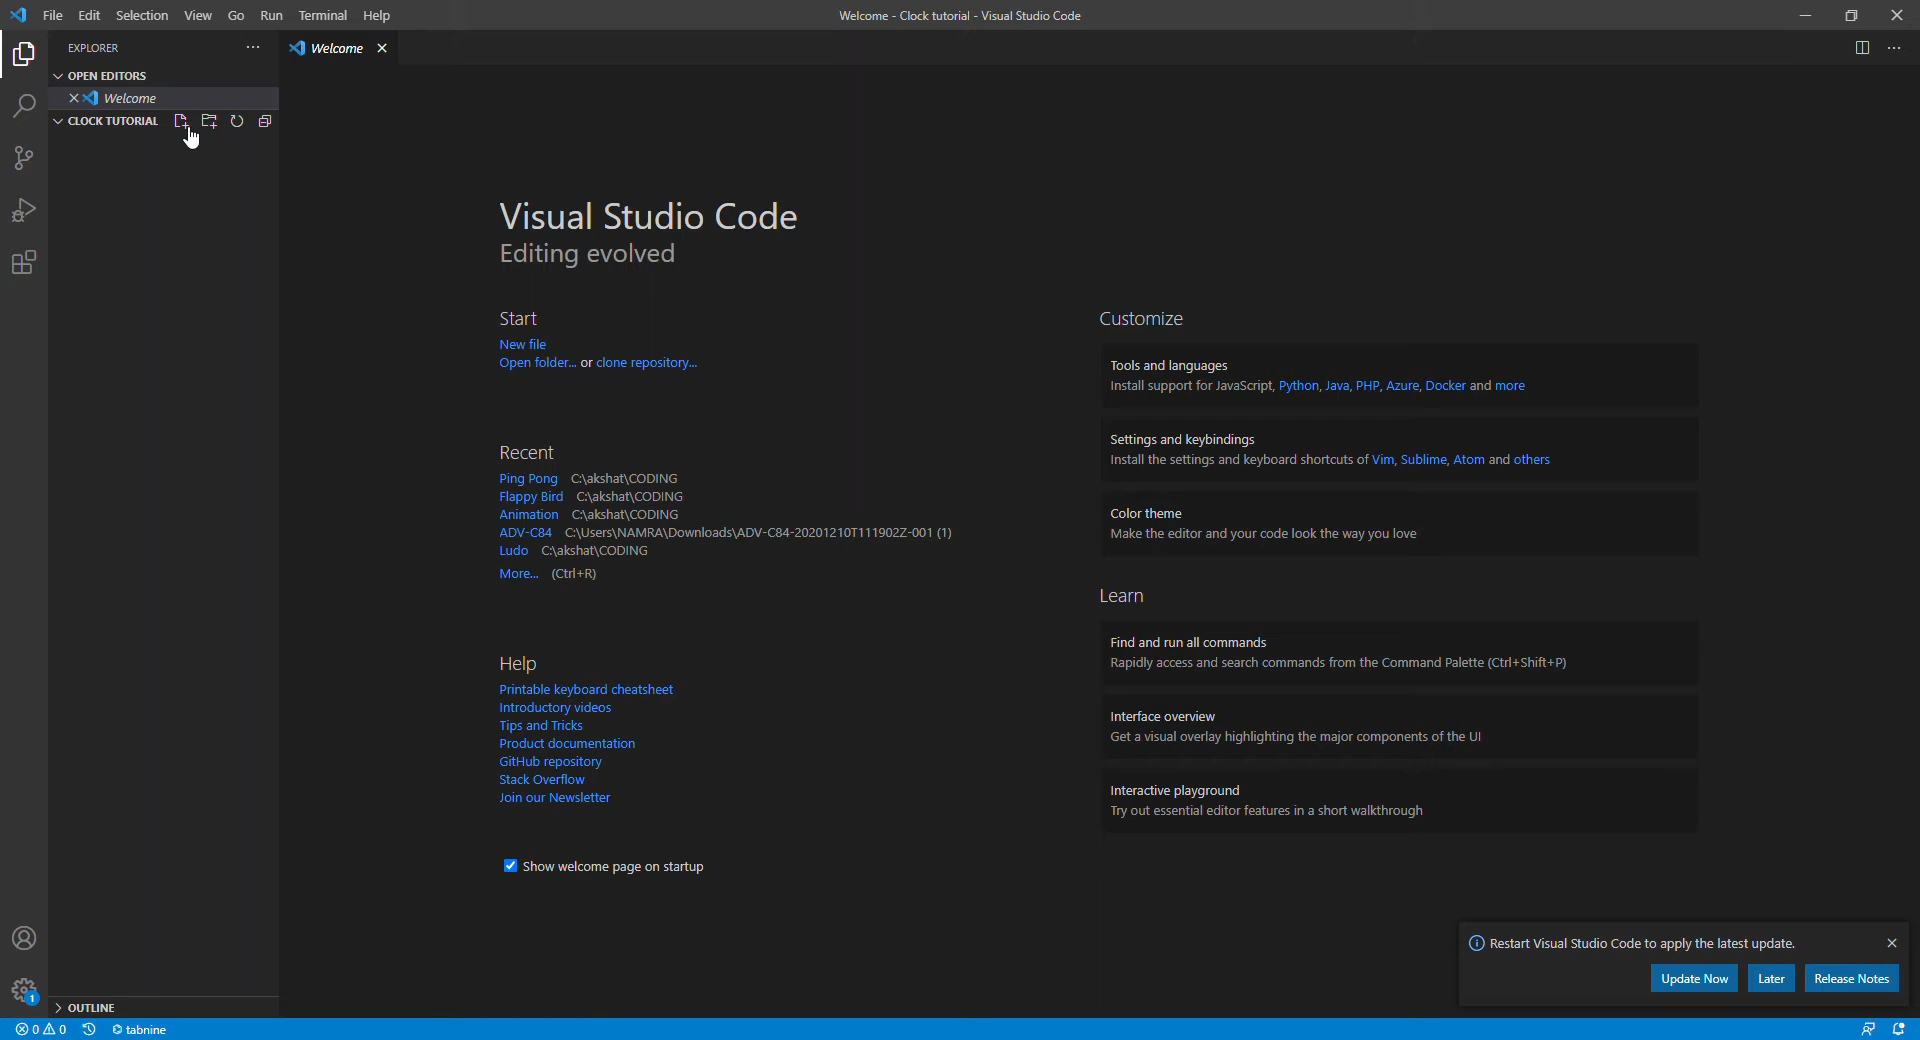 File Edit Selection View Go Run Terminal Help
Welcome - Clock tutorial - Visual Studio Code
EXPLORER
Welcome
OPEN EDITORS
Welcome
CLOCK TUTORIAL
Visual Studio Code
Editing evolved
Start
New file
Open folder... or clone repository...
Recent
Ping Pong C:\akshat\CODING
Flappy Bird C:\akshat\CODING
Animation C:\akshat\CODING
ADV-C84 C:\Users\NAMRA\Downloads\ADV-C84-20201210T111902Z-001 (1)
Ludo C:\akshat\CODING
More... (Ctrl+R)
Help
Printable keyboard cheatsheet
Introductory videos
Tips and Tricks
Product documentation
GitHub repository
Stack Overflow
Join our Newsletter
Show welcome page on startup
Customize
Tools and languages
Install support for JavaScript, Python, Java, PHP, Azure, Docker and more
Settings and keybindings
Install the settings and keyboard shortcuts of Vim, Sublime, Atom and others
Color theme
Make the editor and your code look the way you love
Learn
Find and run all commands
Rapidly access and search commands from the Command Palette (Ctrl+Shift+P)
Interface overview
Get a visual overlay highlighting the major components of the UI
Interactive playground
Try out essential editor features in a short walkthrough
Restart Visual Studio Code to apply the latest update.
Update Now Later Release Notes
1
OUTLINE
0 0 tabnine